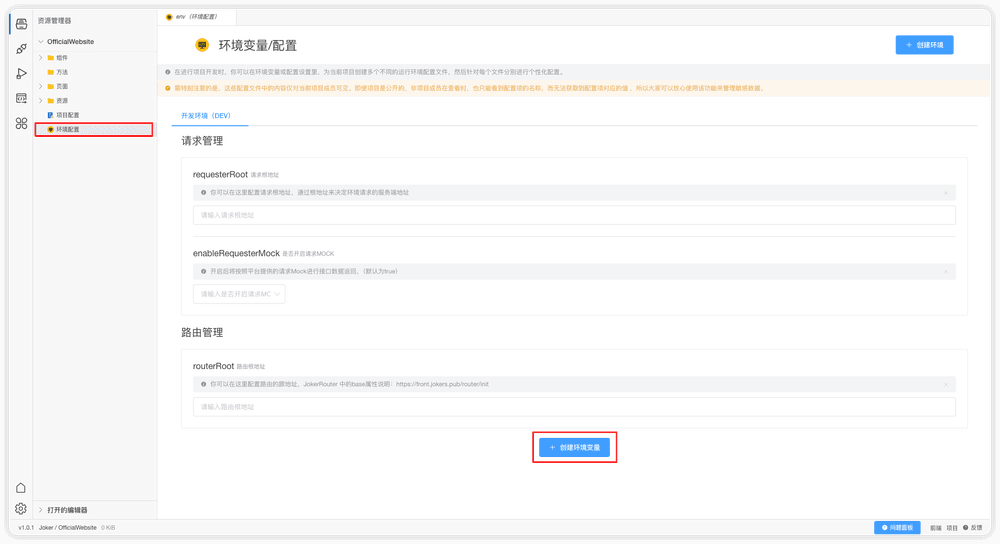 资源管理器
OfficialWebsite
组件
方法
页面
资源
项目配置
环境配置
打开的编辑器
env（环境配置）
环境变量/配置
+ 创建环境
在进行项目开发时，你可以在环境变量或配置设置里，为当前项目创建多个不同的运行环境配置文件，然后针对每个文件分别进行个性化配置。
需特别注意的是，这些配置文件中的内容仅对当前项目成员可见。即使项目是公开的，非项目成员在查看时，也只能看到配置项的名称，而无法获取到配置项对应的值，所以大家可以放心使用该功能来管理敏感数据。
开发环境（DEV）
请求管理
requesterRoot 请求根地址
你可以在这里配置请求根地址，通过根地址来决定环境请求的服务端地址
请输入请求根地址
enableRequesterMock 是否开启请求MOCK
开启后将按照平台提供的请求Mock进行接口数据返回，（默认为true）
请输入是否开启请求MC
路由管理
routerRoot 路由根地址
你可以在这里配置路由的跟地址，JokerRouter 中的base属性说明：https://front.jokers.pub/router/init
请输入路由根地址
+ 创建环境变量
v1.0.1 Joker / OfficialWebsite 0 KIB
问题面板 前端 项目 反馈